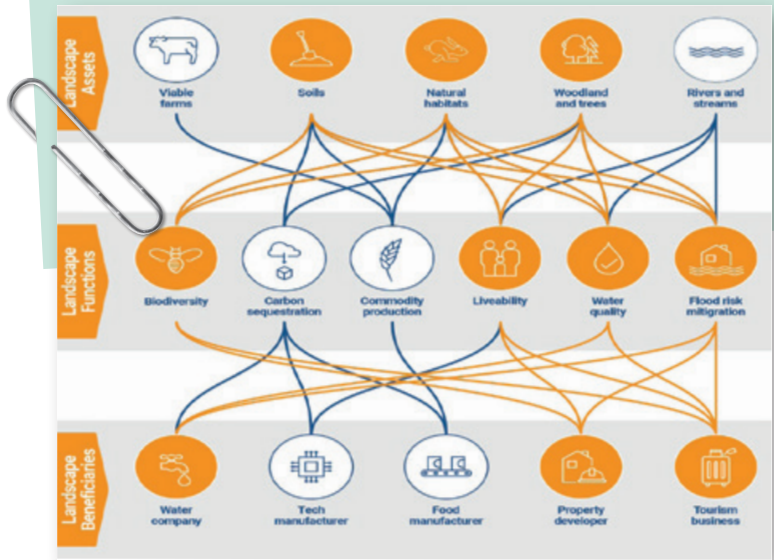 Landscape
Assets
Viable
farms
Soils
Natural
habitats
Woodland
and trees
Rivers and
streams
Landscape
Functions
Biodiversity
Carbon
sequestration
Commodity
production
Liveability
Water
quality
Flood risk
mitigration
Landscape
Beneficiaries
Water
company
Tech
manufacturer
Food
manufacturer
Property
developer
Tourism
business